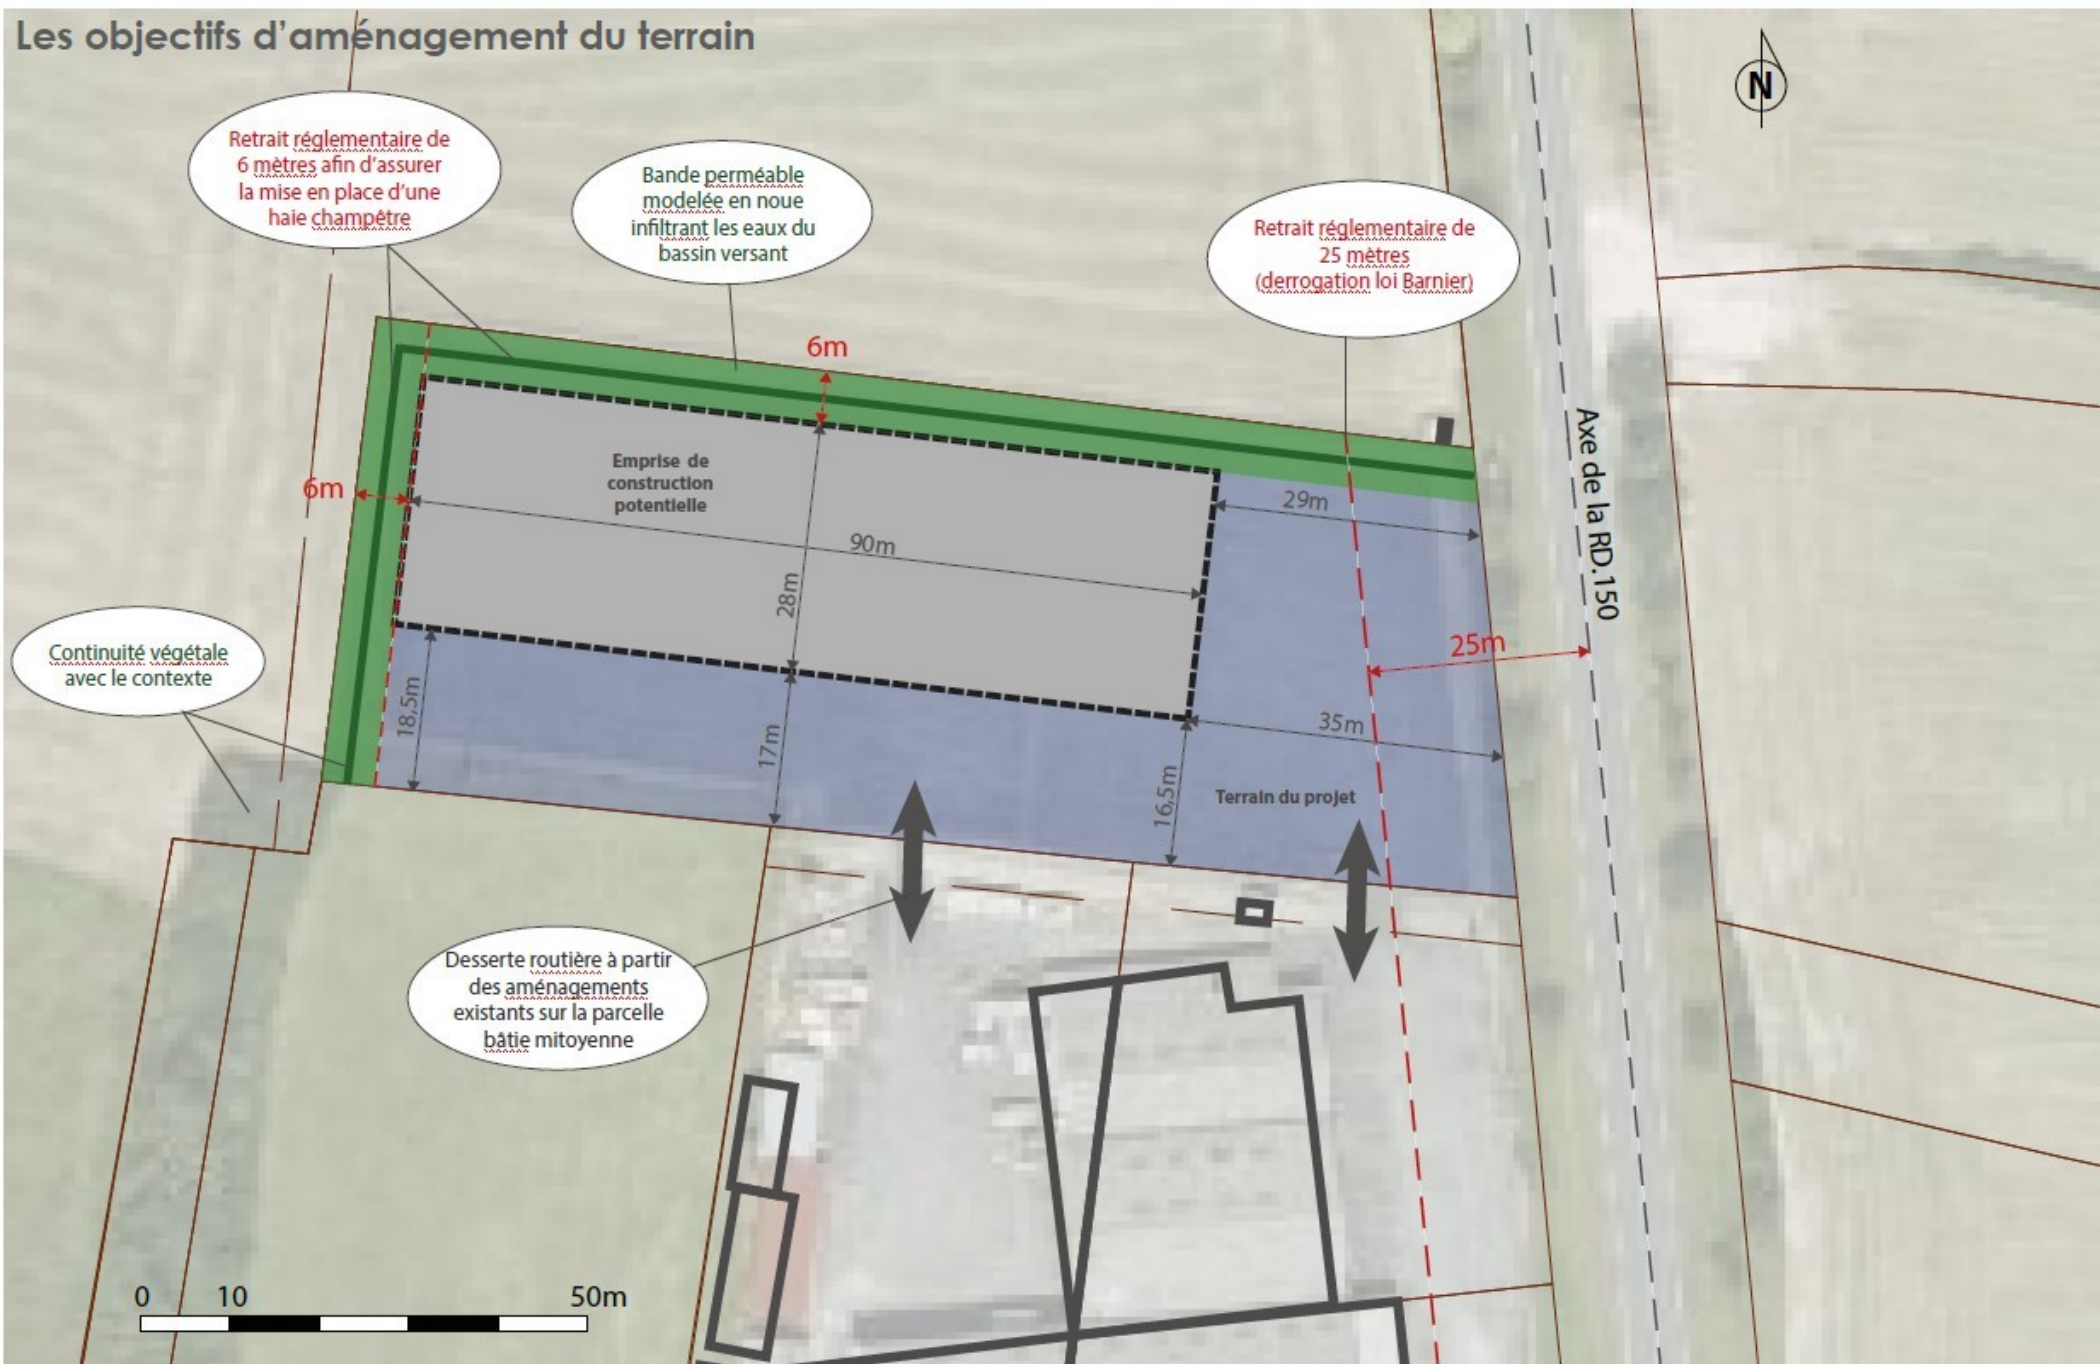 Les objectifs d'aménagement du terrain
N
Retrait réglementaire de
6 mètres afin d'assurer
la mise en place d'une
haie champêtre
Bande perméable
modelée en noue
infiltrant les eaux du
bassin versant
Retrait réglementaire de
25 mètres
(derrogation loi Barnier)
6m
Axe de la RD.150
Emprise de
construction
potentielle
6m
29m
90m
28m
25m
Continuité végétale
avec le contexte
18,5m
17m
35m
16,5m
Terrain du projet
Desserte routière à partir
des aménagements
existants sur la parcelle
bâtie mitoyenne
0 10 50m